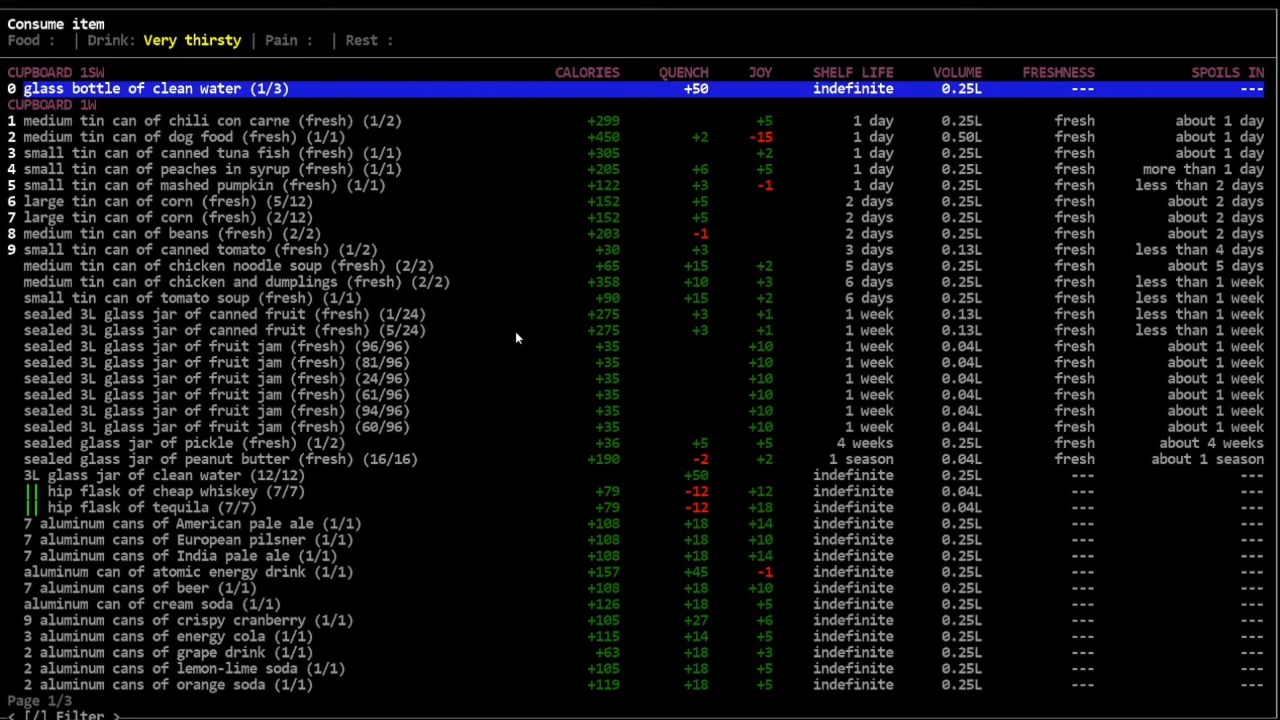 Consume item
Food :  | Drink: Very thirsty | Pain :  | Rest :
CUPBOARD 1SW CALORIES QUENCH JOY SHELF LIFE VOLUME FRESHNESS SPOILS IN
0 glass bottle of clean water (1/3) +50 indefinite 0.25L --- ---
CUPBOARD 1W
1 medium tin can of chili con carne (fresh) (1/2) +299 +5 1 day 0.25L fresh about 1 day
2 medium tin can of dog food (fresh) (1/1) +450 +2 -15 1 day 0.50L fresh about 1 day
3 small tin can of canned tuna fish (fresh) (1/1) +305 +2 1 day 0.25L fresh about 1 day
4 small tin can of peaches in syrup (fresh) (1/1) +205 +6 +5 1 day 0.25L fresh more than 1 day
5 small tin can of mashed pumpkin (fresh) (1/1) +122 +3 -1 1 day 0.25L fresh less than 2 days
6 large tin can of corn (fresh) (5/12) +152 +5 2 days 0.25L fresh about 2 days
7 large tin can of corn (fresh) (2/12) +152 +5 2 days 0.25L fresh about 2 days
8 medium tin can of beans (fresh) (2/2) +203 -1 2 days 0.25L fresh about 2 days
9 small tin can of canned tomato (fresh) (1/2) +30 +3 3 days 0.13L fresh less than 4 days
medium tin can of chicken noodle soup (fresh) (2/2) +65 +15 +2 5 days 0.25L fresh about 5 days
medium tin can of chicken and dumplings (fresh) (2/2) +358 +10 +3 6 days 0.25L fresh less than 1 week
small tin can of tomato soup (fresh) (1/1) +90 +15 +2 6 days 0.25L fresh less than 1 week
sealed 3L glass jar of canned fruit (fresh) (1/24) +275 +3 +1 1 week 0.13L fresh less than 1 week
sealed 3L glass jar of canned fruit (fresh) (5/24) +275 +3 +1 1 week 0.13L fresh less than 1 week
sealed 3L glass jar of fruit jam (fresh) (96/96) +35 +10 1 week 0.04L fresh about 1 week
sealed 3L glass jar of fruit jam (fresh) (81/96) +35 +10 1 week 0.04L fresh about 1 week
sealed 3L glass jar of fruit jam (fresh) (24/96) +35 +10 1 week 0.04L fresh about 1 week
sealed 3L glass jar of fruit jam (fresh) (61/96) +35 +10 1 week 0.04L fresh about 1 week
sealed 3L glass jar of fruit jam (fresh) (94/96) +35 +10 1 week 0.04L fresh about 1 week
sealed 3L glass jar of fruit jam (fresh) (60/96) +35 +10 1 week 0.04L fresh about 1 week
sealed glass jar of pickle (fresh) (1/2) +36 +5 +5 4 weeks 0.25L fresh about 4 weeks
sealed glass jar of peanut butter (fresh) (16/16) +190 -2 +2 1 season 0.04L fresh about 1 season
3L glass jar of clean water (12/12) +50 indefinite 0.25L --- ---
|| hip flask of cheap whiskey (7/7) +79 -12 +12 indefinite 0.04L --- ---
|| hip flask of tequila (7/7) +79 -12 +18 indefinite 0.04L --- ---
7 aluminum cans of American pale ale (1/1) +108 +18 +14 indefinite 0.25L --- ---
7 aluminum cans of European pilsner (1/1) +108 +18 +10 indefinite 0.25L --- ---
7 aluminum cans of India pale ale (1/1) +108 +18 +14 indefinite 0.25L --- ---
aluminum can of atomic energy drink (1/1) +157 +45 -1 indefinite 0.25L --- ---
7 aluminum cans of beer (1/1) +108 +18 +10 indefinite 0.25L --- ---
aluminum can of cream soda (1/1) +126 +18 +5 indefinite 0.25L --- ---
9 aluminum cans of crispy cranberry (1/1) +105 +27 +6 indefinite 0.25L --- ---
3 aluminum cans of energy cola (1/1) +115 +14 +5 indefinite 0.25L --- ---
2 aluminum cans of grape drink (1/1) +63 +18 +3 indefinite 0.25L --- ---
2 aluminum cans of lemon-lime soda (1/1) +105 +18 +5 indefinite 0.25L --- ---
2 aluminum cans of orange soda (1/1) +119 +18 +5 indefinite 0.25L --- ---
Page 1/3
< [/] Filter >